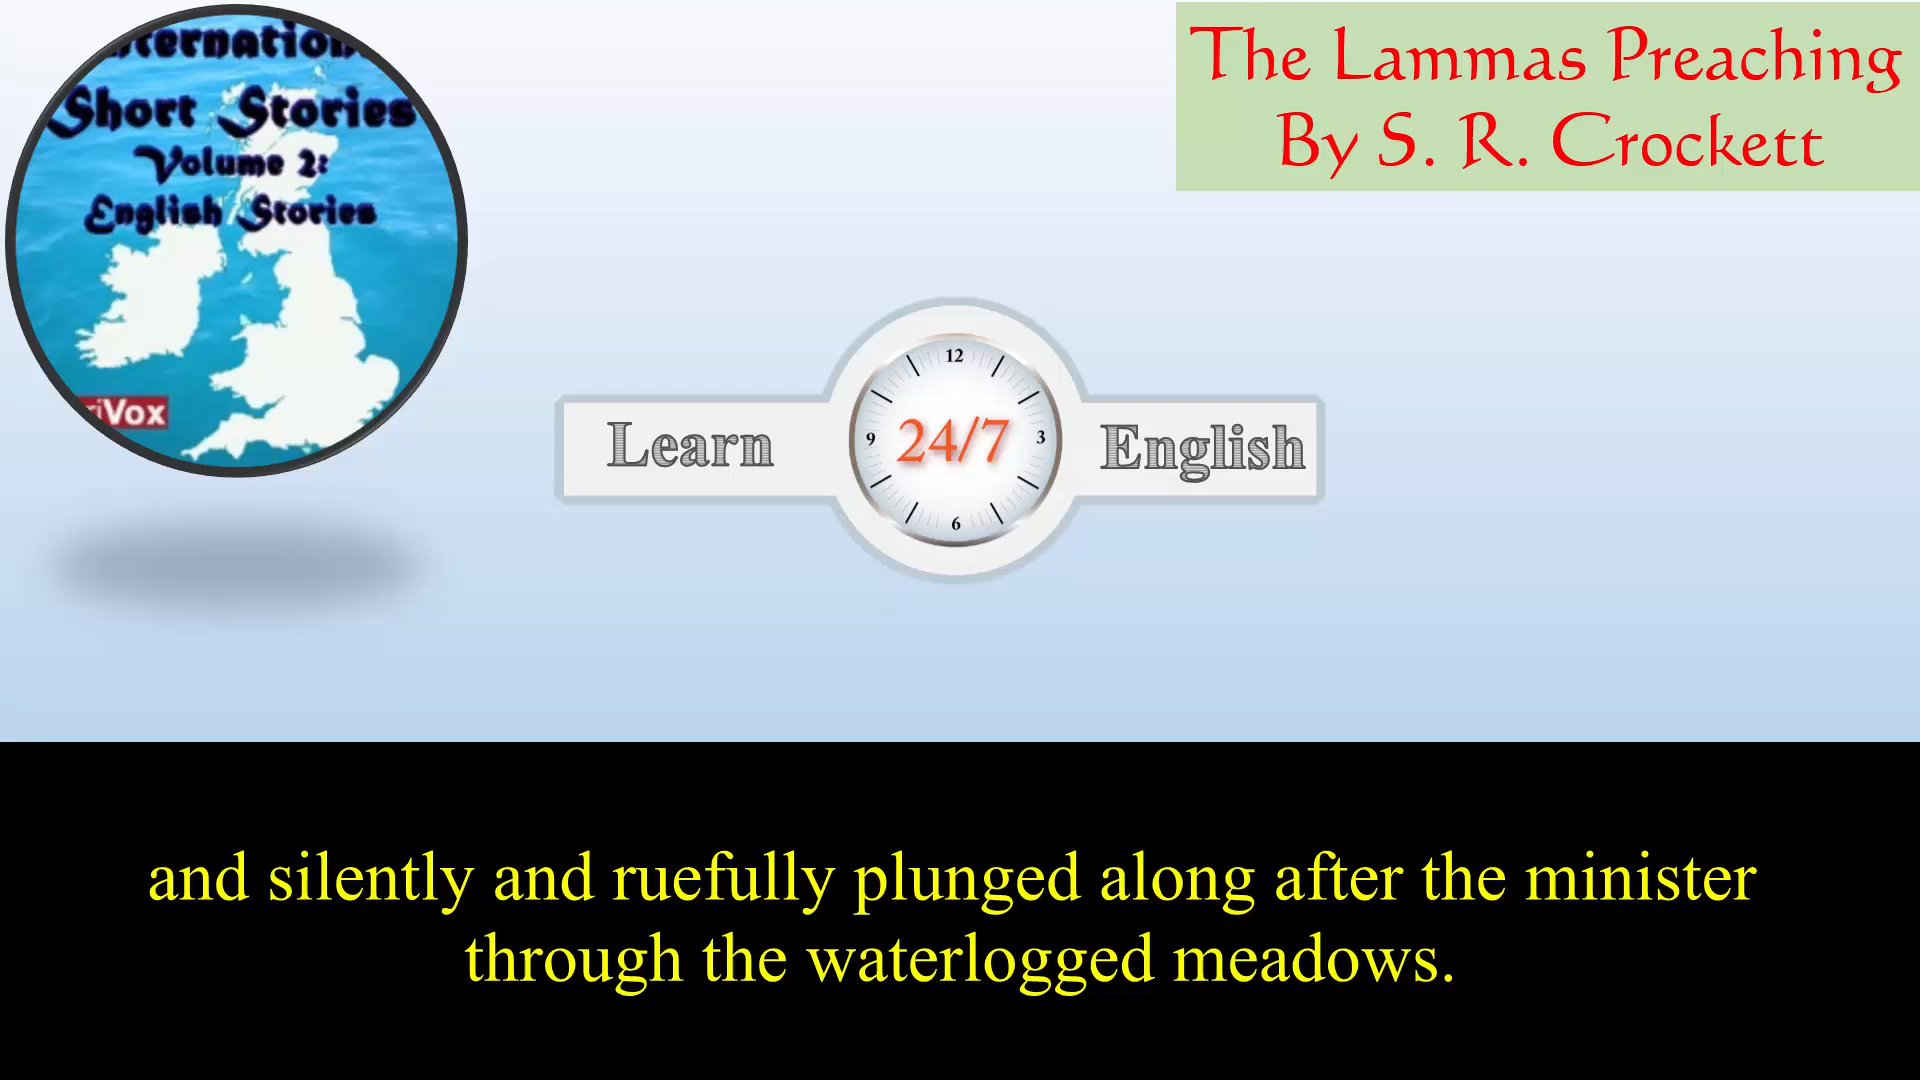 Short Stories
Volume 2:
English Stories
Vox
The Lammas Preaching
By S. R. Crockett
Learn
12
9
24/7
3
6
English
and silently and ruefully plunged along after the minister
through the waterlogged meadows.